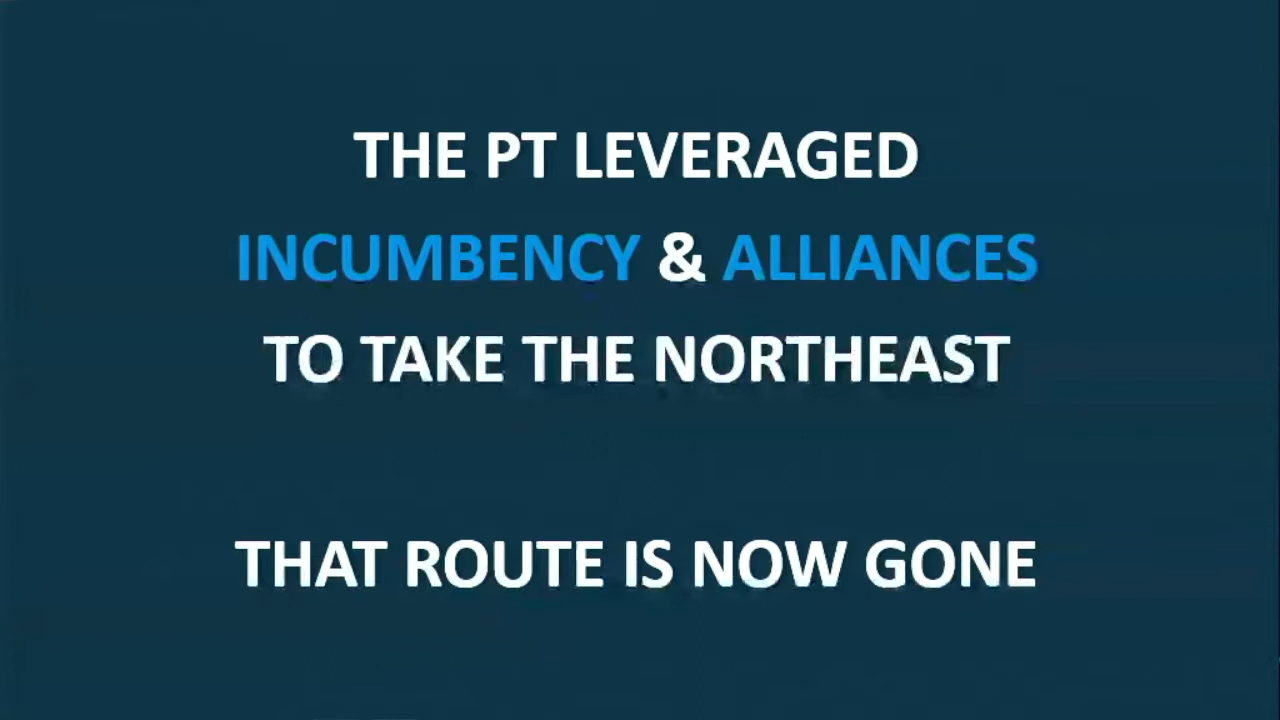 THE PT LEVERAGED
INCUMBENCY & ALLIANCES
TO TAKE THE NORTHEAST
THAT ROUTE IS NOW GONE